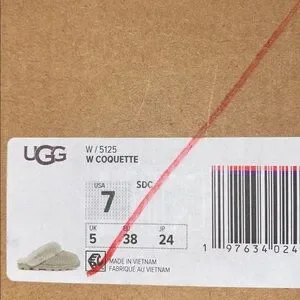 UGG
W / 5125
W COQUETTE
USA
7
SDC
UK
5
38
JP
24
MADE IN VIETNAM
FABRIQUÉ AU VIETNAM
1 97634 024